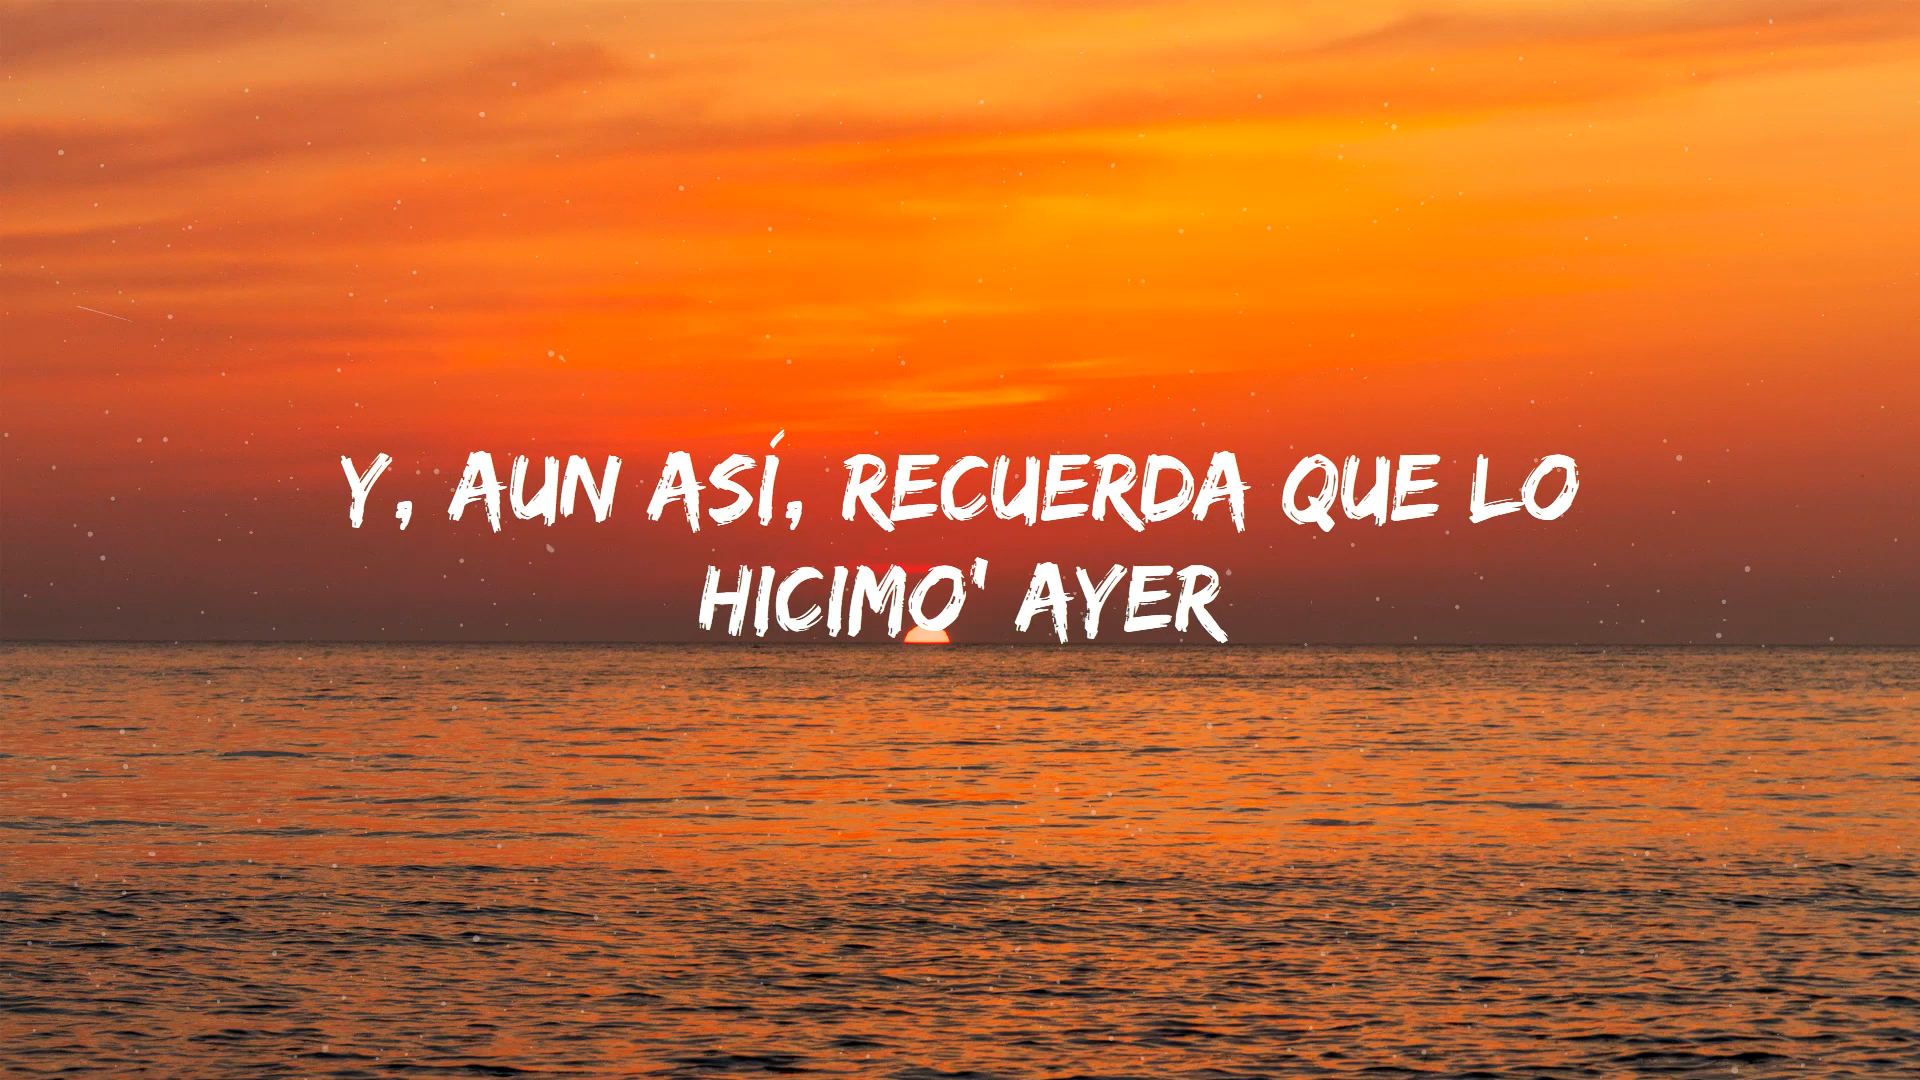 Y, AUN ASÍ, RECUERDA QUE LO
HICIMO' AYER